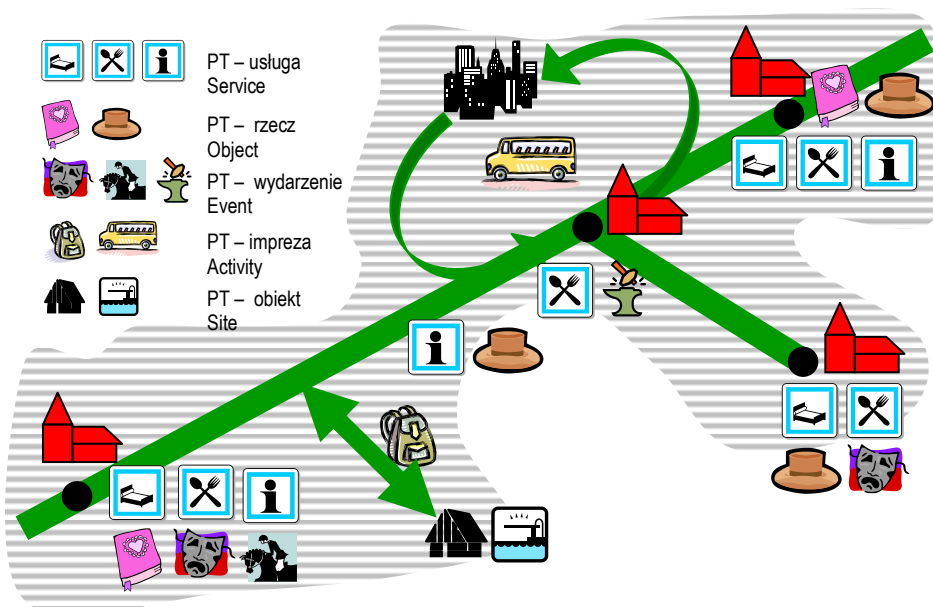 PT – usługa
Service
PT – rzecz
Object
PT – wydarzenie
Event
PT – impreza
Activity
PT – obiekt
Site